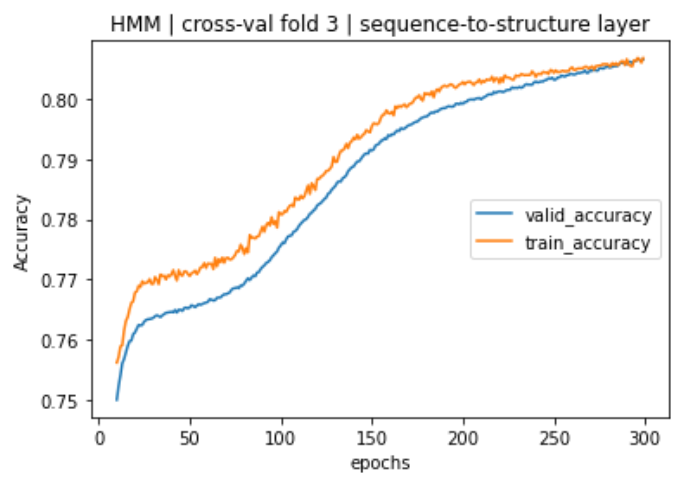 HMM | cross-val fold 3 | sequence-to-structure layer
0.80
0.79
0.78
0.77
0.76
0.75
Accuracy
valid_accuracy
train_accuracy
0 50 100 150 200 250 300
epochs